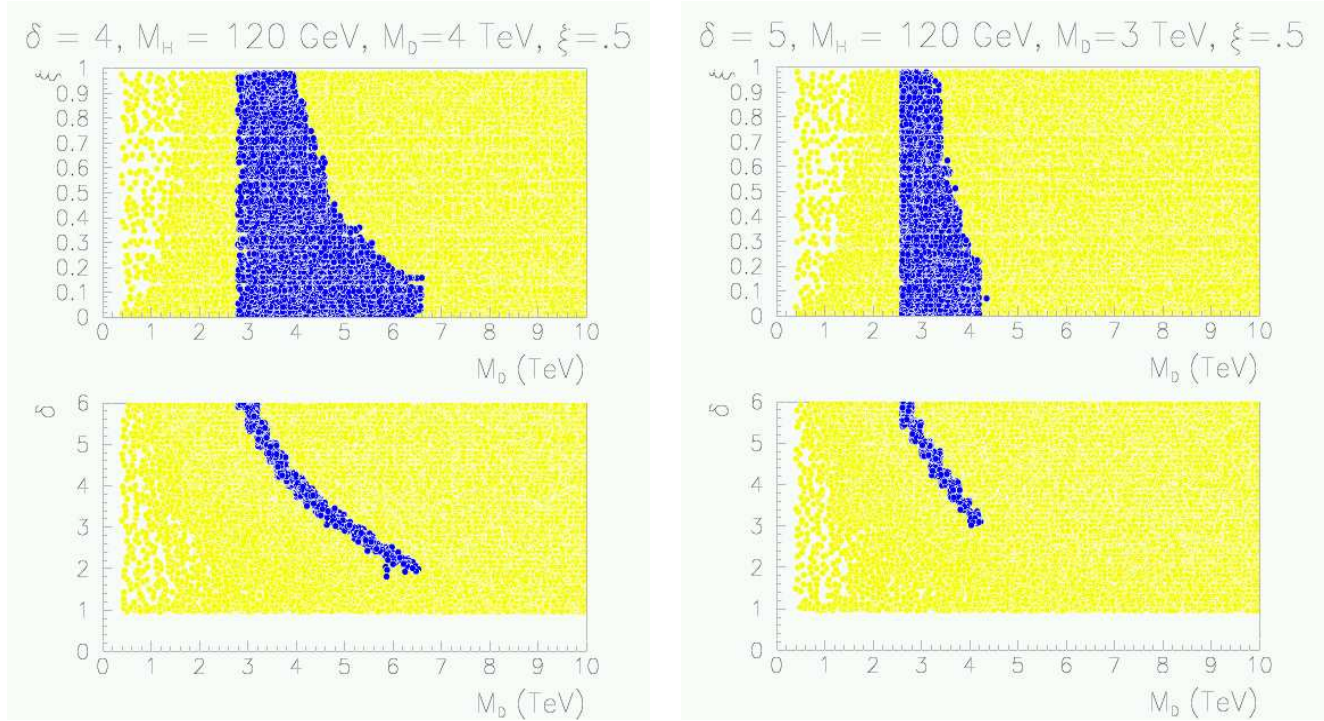 δ = 4, M_H = 120 GeV, M_D=4 TeV, ξ=.5
ξ
1
0.9
0.8
0.7
0.6
0.5
0.4
0.3
0.2
0.1
0
0 1 2 3 4 5 6 7 8 9 10
M_D (TeV)
δ
6
5
4
3
2
1
0
0 1 2 3 4 5 6 7 8 9 10
M_D (TeV)
δ = 5, M_H = 120 GeV, M_D=3 TeV, ξ=.5
ξ
1
0.9
0.8
0.7
0.6
0.5
0.4
0.3
0.2
0.1
0
0 1 2 3 4 5 6 7 8 9 10
M_D (TeV)
δ
6
5
4
3
2
1
0
0 1 2 3 4 5 6 7 8 9 10
M_D (TeV)